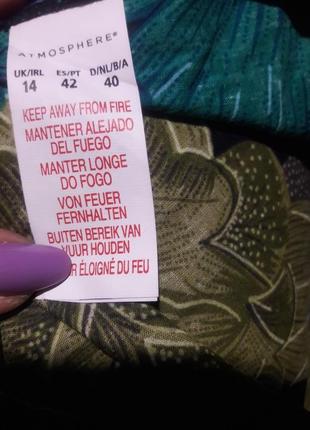 ATMOSPHERE®
UK/IRL ES/PT D/NL/B/A
14 42 40
KEEP AWAY FROM FIRE
MANTENER ALEJADO
DEL FUEGO
MANTER LONGE
DO FOGO
VON FEUER
FERNHALTEN
BUITEN BEREIK VAN
VUUR HOUDEN
ÉLOIGNÉ DU FEU